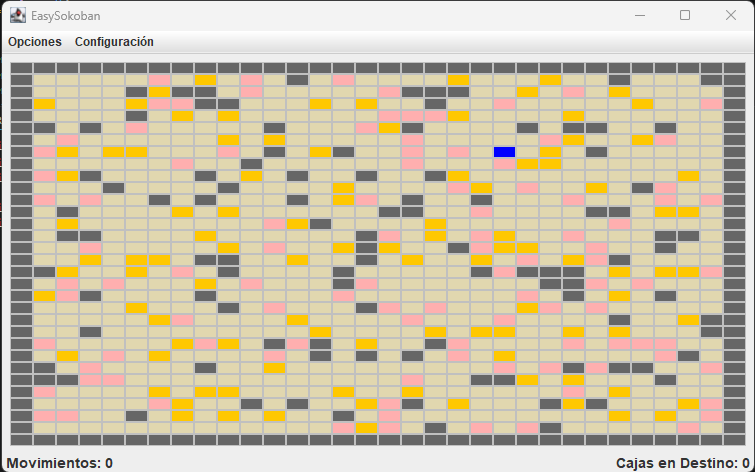 EasySokoban
Opciones Configuración
Movimientos: 0 Cajas en Destino: 0